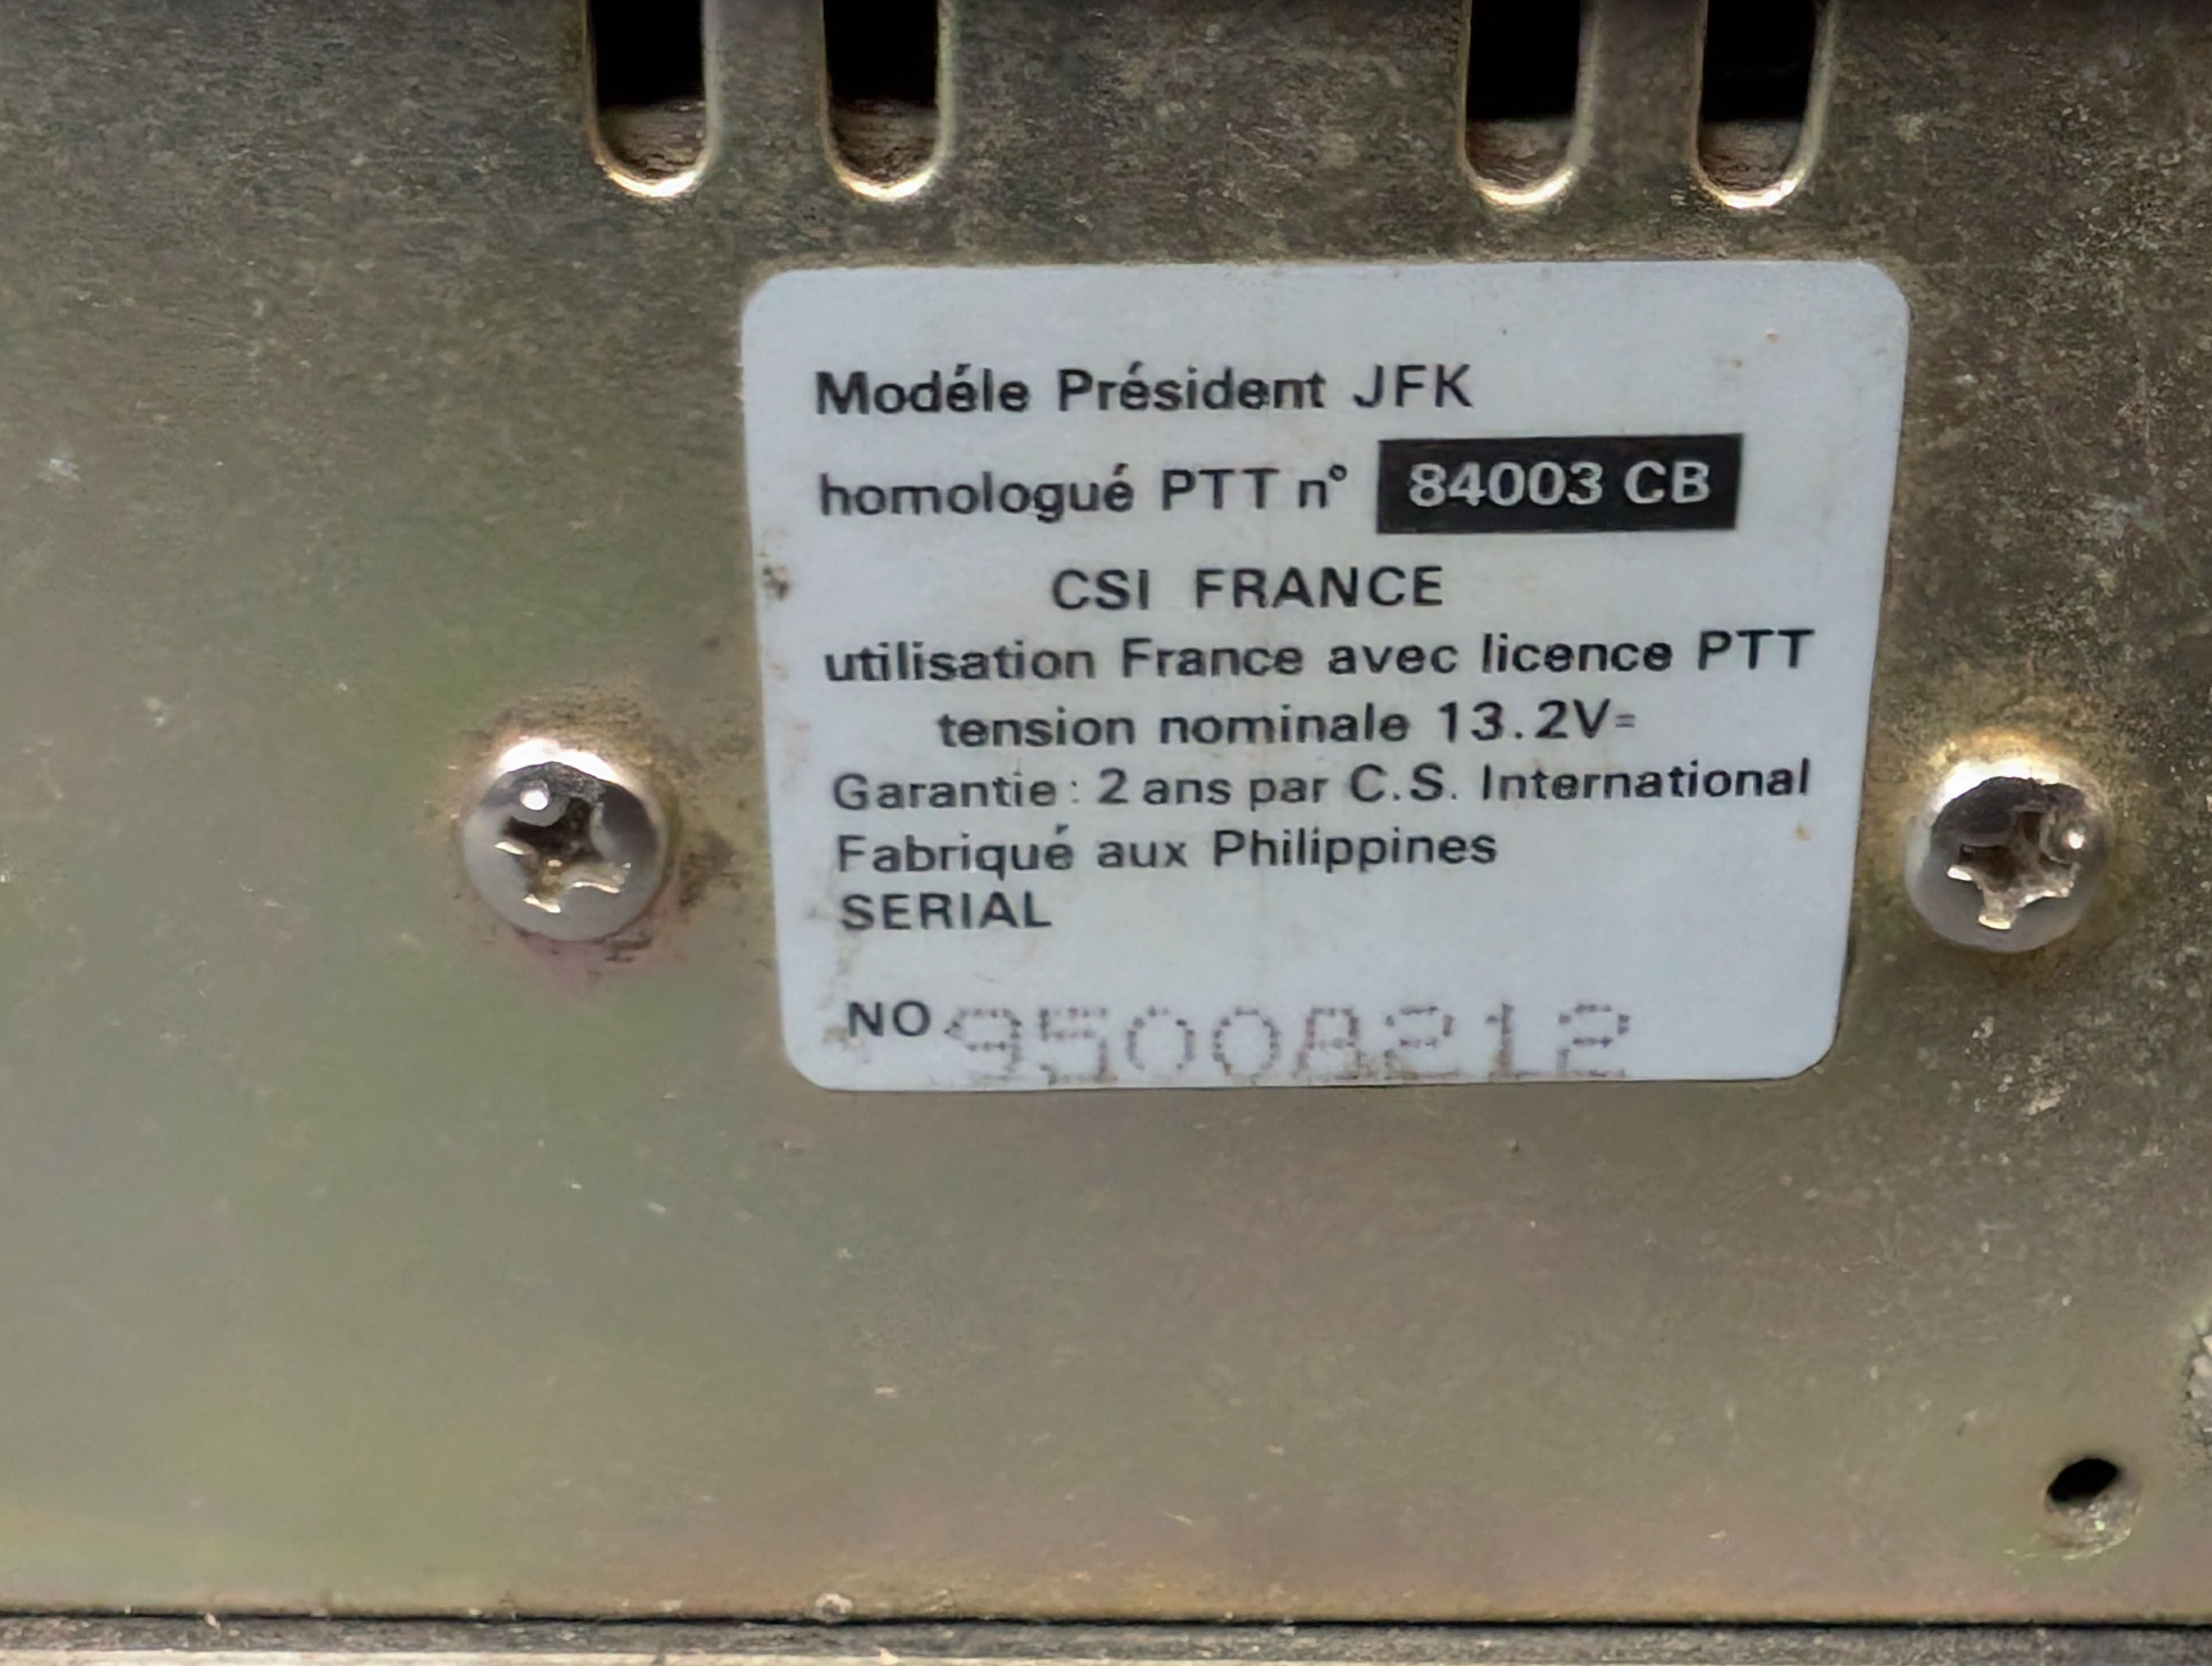 Modéle Président JFK
homologué PTT n° 84003 CB
CSI FRANCE
utilisation France avec licence PTT
tension nominale 13.2V=
Garantie: 2 ans par C.S. International
Fabriqué aux Philippines
SERIAL
NO